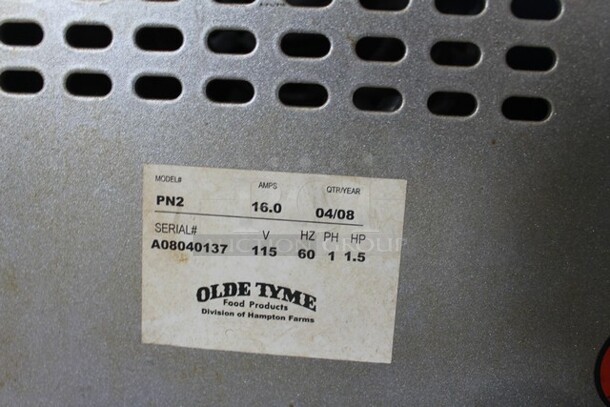 MODEL# AMPS QTR/YEAR
PN2 16.0 04/08
SERIAL# V HZ PH HP
A08040137 115 60 1 1.5
OLDE TYME
Food Products
Division of Hampton Farms